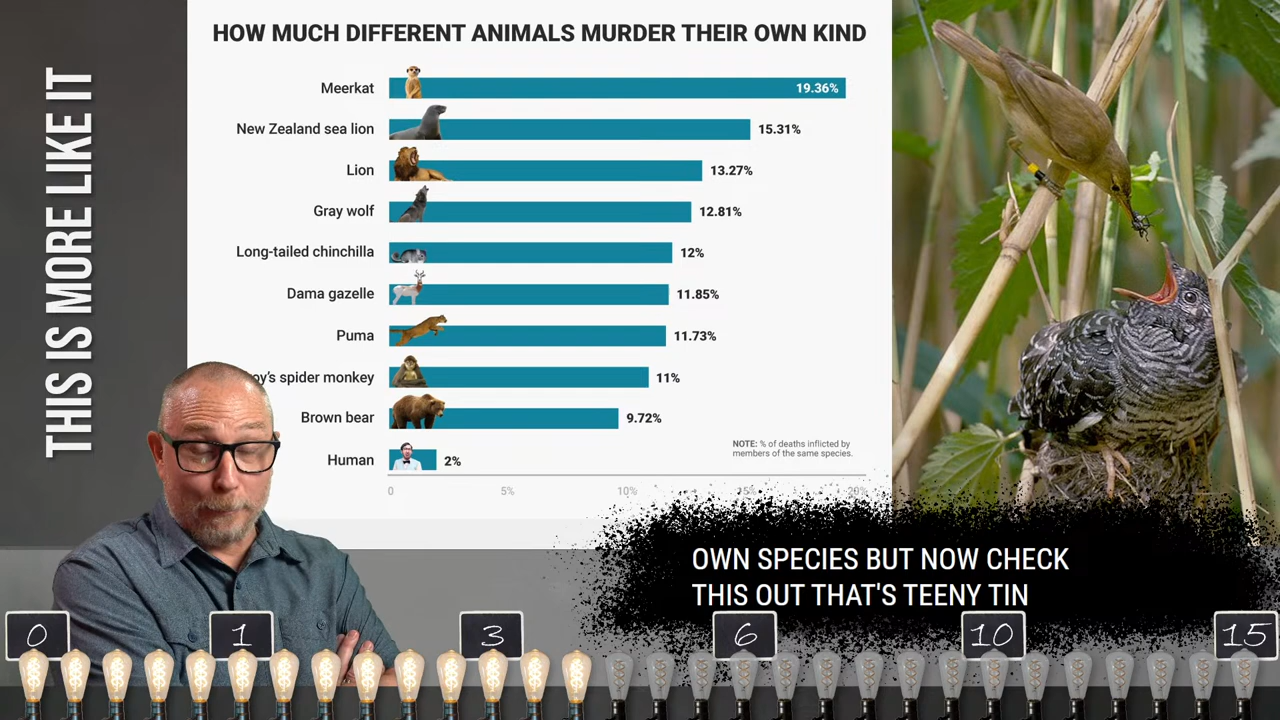 THIS IS MORE LIKE IT
HOW MUCH DIFFERENT ANIMALS MURDER THEIR OWN KIND
Meerkat 19.36%
New Zealand sea lion 15.31%
Lion 13.27%
Gray wolf 12.81%
Long-tailed chinchilla 12%
Dama gazelle 11.85%
Puma 11.73%
oy's spider monkey 11%
Brown bear 9.72%
Human 2%
NOTE: % of deaths inflicted by
members of the same species.
0 5% 10% 15% 20%
OWN SPECIES BUT NOW CHECK
THIS OUT THAT'S TEENY TIN
0 1 3 6 10 15